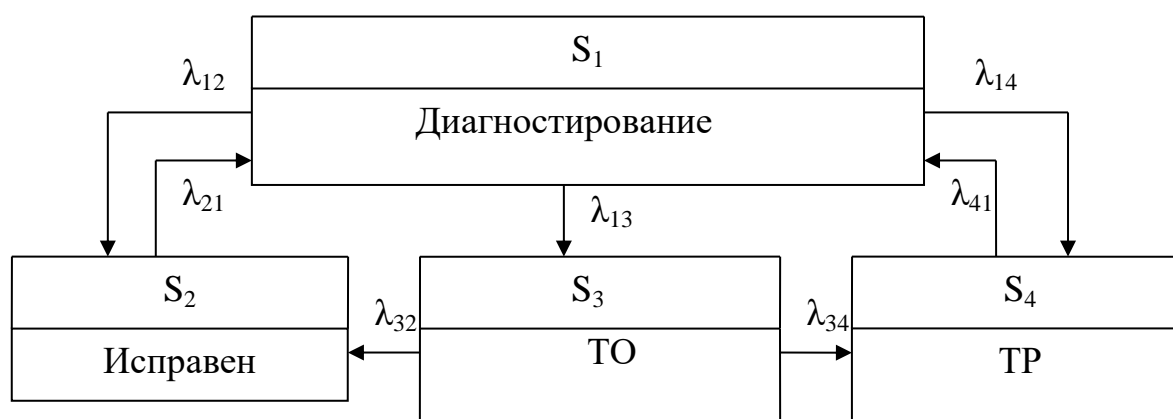 S₁
λ₁₂
λ₁₄
Диагностирование
λ₂₁
λ₁₃
λ₄₁
S₂
S₃
S₄
λ₃₂
λ₃₄
Исправен
ТО
ТР